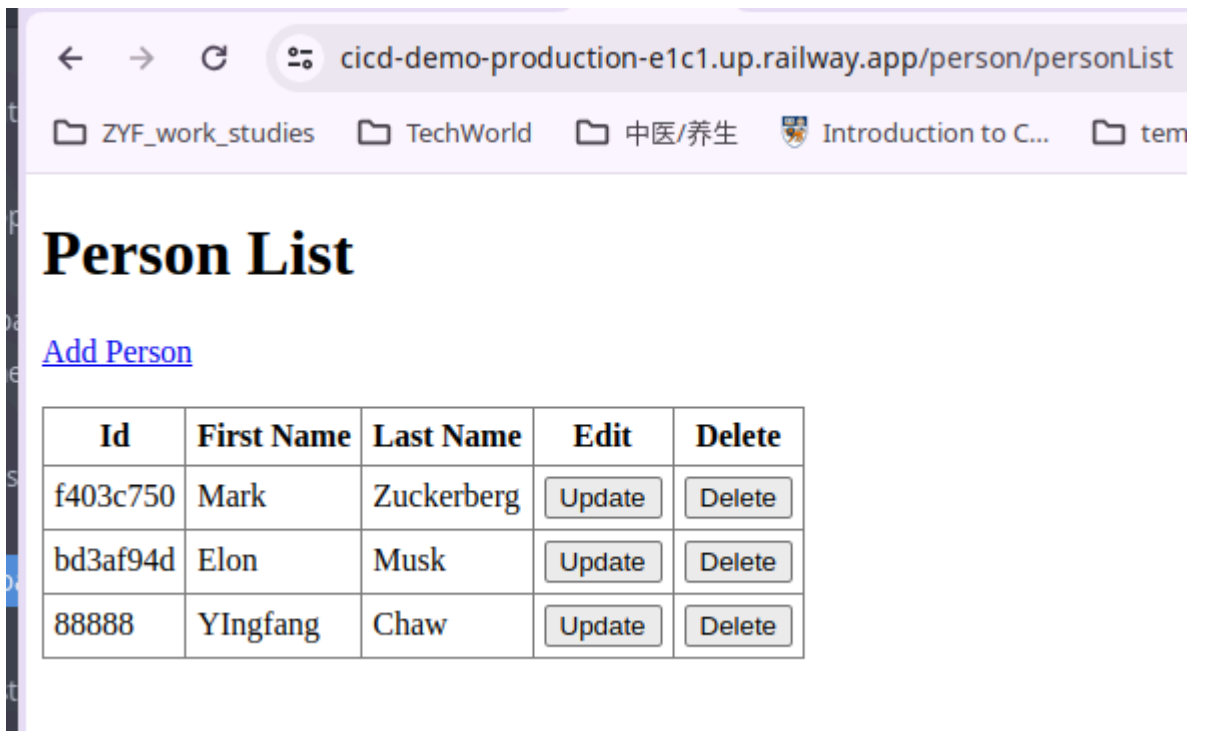 cicd-demo-production-e1c1.up.railway.app/person/personList
ZYF_work_studies TechWorld 中医/养生 Introduction to C... tem
Person List
Add Person
Id First Name Last Name Edit Delete
f403c750 Mark Zuckerberg Update Delete
bd3af94d Elon Musk Update Delete
88888 YIngfang Chaw Update Delete